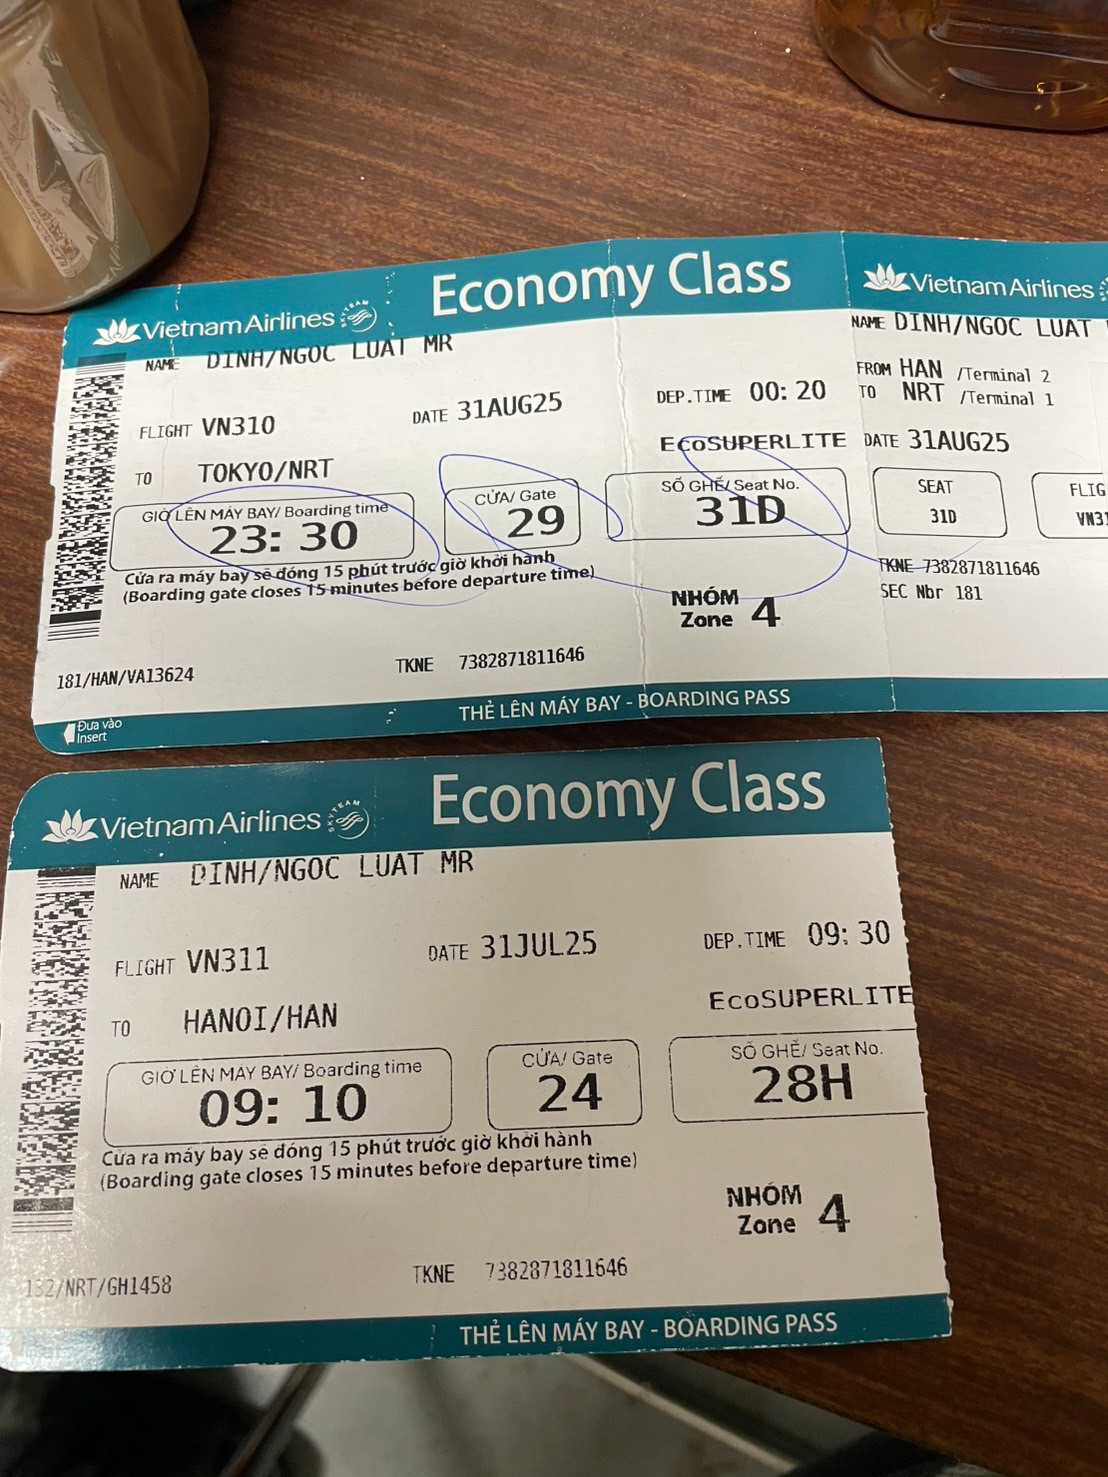 Vietnam Airlines SKYTEAM Economy Class
NAME DINH/NGOC LUAT MR
FLIGHT VN310 DATE 31AUG25 DEP.TIME 00:20
TO TOKYO/NRT EcoSUPERLITE
GIỜ LÊN MÁY BAY/ Boarding time CỬA/ Gate SỐ GHẾ/ Seat No.
23:30 29 31D
Cửa ra máy bay sẽ đóng 15 phút trước giờ khởi hành
(Boarding gate closes 15 minutes before departure time)
NHÓM
Zone 4
181/HAN/VA13624 TKNE 7382871811646
Đưa vào
Insert
THẺ LÊN MÁY BAY - BOARDING PASS
Vietnam Airlines
NAME DINH/NGOC LUAT
FROM HAN /Terminal 2
TO NRT /Terminal 1
DATE 31AUG25
SEAT FLIG
31D VN31
TKNE 7382871811646
SEC Nbr 181
Vietnam Airlines SKYTEAM Economy Class
NAME DINH/NGOC LUAT MR
FLIGHT VN311 DATE 31JUL25 DEP.TIME 09:30
TO HANOI/HAN EcoSUPERLITE
GIỜ LÊN MÁY BAY/ Boarding time CỬA/ Gate SỐ GHẾ/ Seat No.
09:10 24 28H
Cửa ra máy bay sẽ đóng 15 phút trước giờ khởi hành
(Boarding gate closes 15 minutes before departure time)
NHÓM
Zone 4
TKNE 7382871811646
THẺ LÊN MÁY BAY - BOARDING PASS